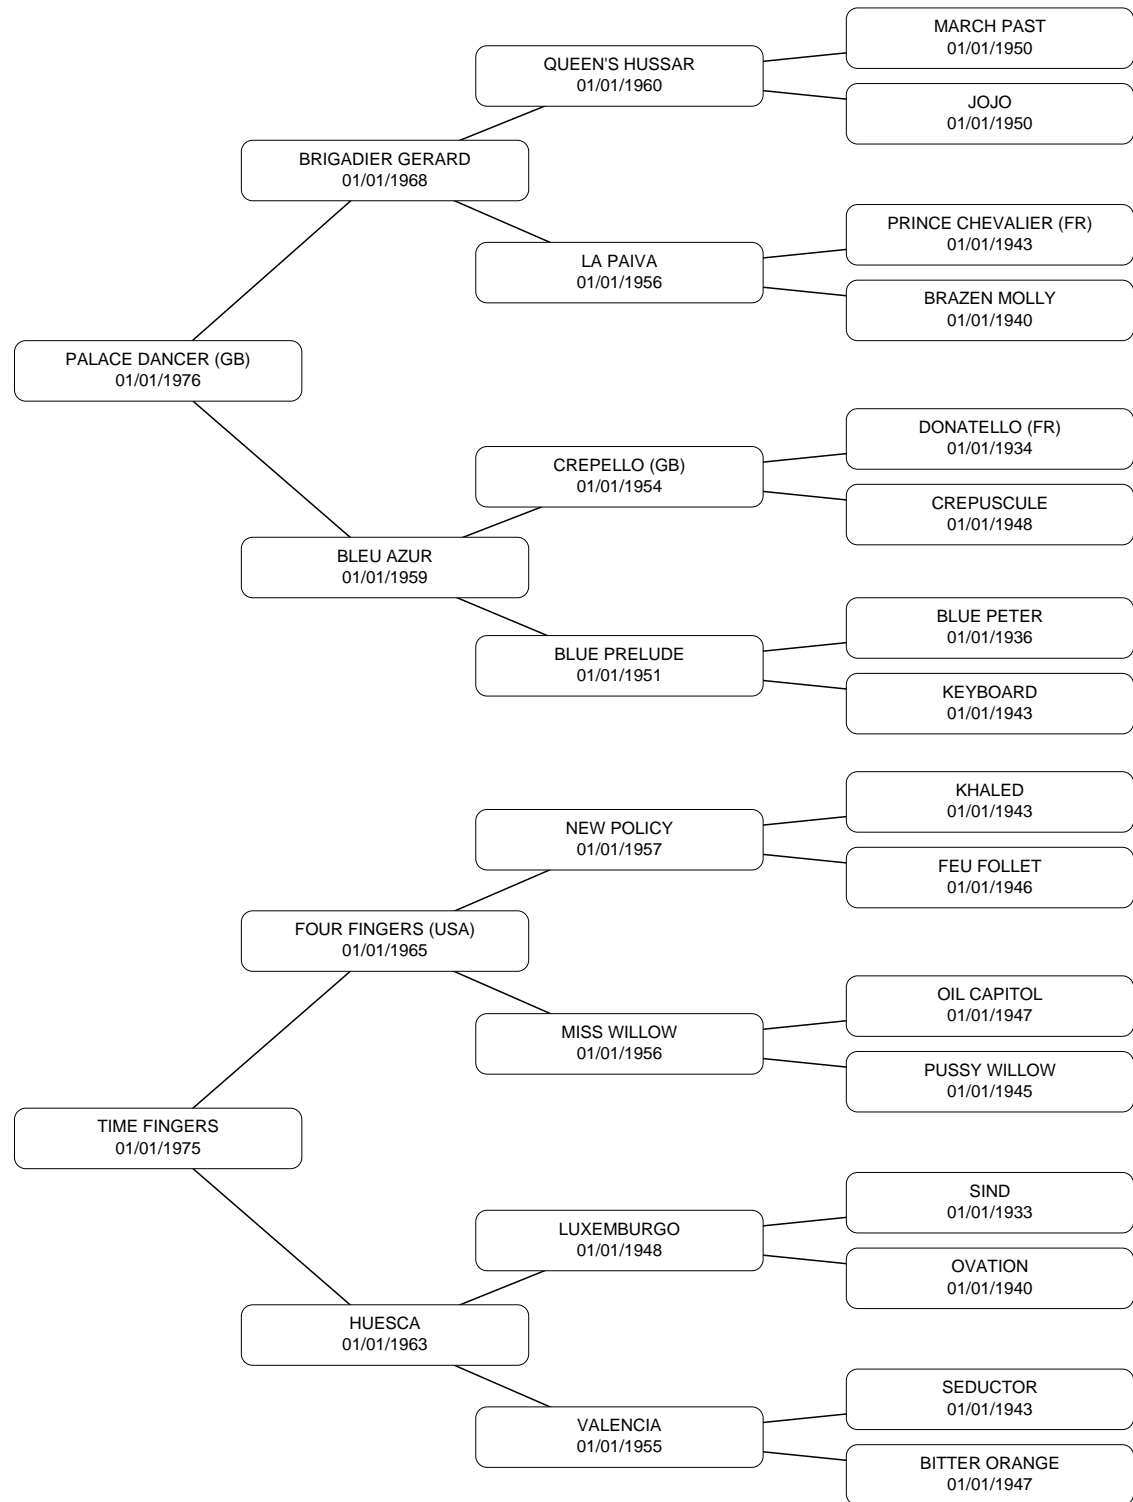 MARCH PAST
01/01/1950
QUEEN'S HUSSAR
01/01/1960
JOJO
01/01/1950
BRIGADIER GERARD
01/01/1968
PRINCE CHEVALIER (FR)
01/01/1943
LA PAIVA
01/01/1956
BRAZEN MOLLY
01/01/1940
PALACE DANCER (GB)
01/01/1976
DONATELLO (FR)
01/01/1934
CREPELLO (GB)
01/01/1954
CREPUSCULE
01/01/1948
BLEU AZUR
01/01/1959
BLUE PETER
01/01/1936
BLUE PRELUDE
01/01/1951
KEYBOARD
01/01/1943
KHALED
01/01/1943
NEW POLICY
01/01/1957
FEU FOLLET
01/01/1946
FOUR FINGERS (USA)
01/01/1965
OIL CAPITOL
01/01/1947
MISS WILLOW
01/01/1956
PUSSY WILLOW
01/01/1945
TIME FINGERS
01/01/1975
SIND
01/01/1933
LUXEMBURGO
01/01/1948
OVATION
01/01/1940
HUESCA
01/01/1963
SEDUCTOR
01/01/1943
VALENCIA
01/01/1955
BITTER ORANGE
01/01/1947